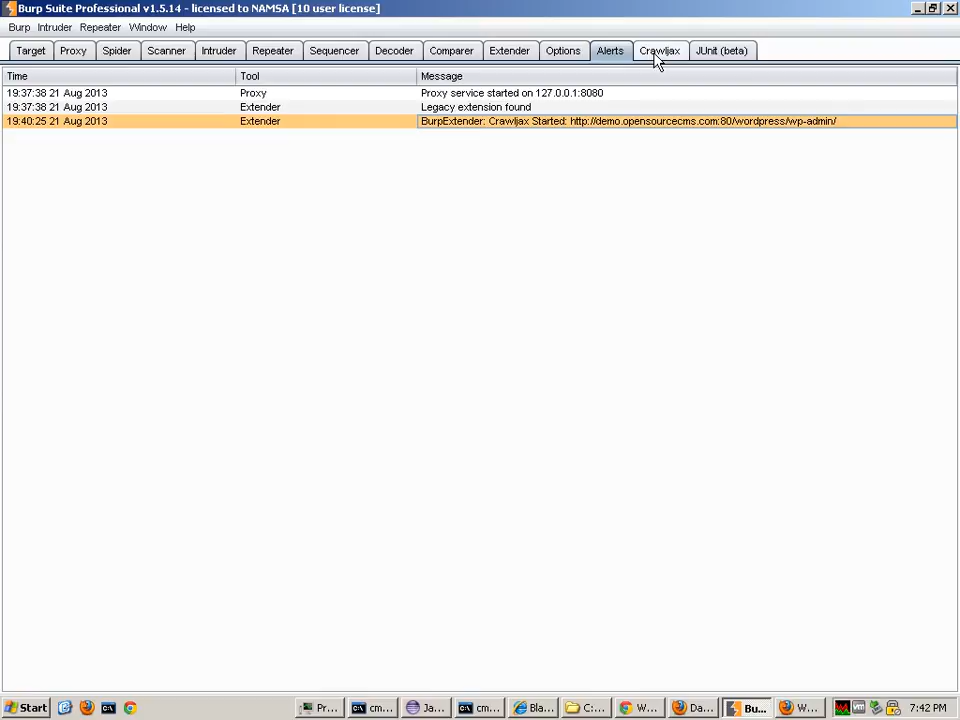 Burp Suite Professional v1.5.14 - licensed to NAMSA [10 user license]
Burp Intruder Repeater Window Help
Target Proxy Spider Scanner Intruder Repeater Sequencer Decoder Comparer Extender Options Alerts Crawljax JUnit (beta)
Time Tool Message
19:37:38 21 Aug 2013 Proxy Proxy service started on 127.0.0.1:8080
19:37:38 21 Aug 2013 Extender Legacy extension found
19:40:25 21 Aug 2013 Extender BurpExtender: Crawljax Started: http://demo.opensourcecms.com:80/wordpress/wp-admin/
Start Pr... cm... Ja... cm... Bla... C:... W... Da... Bu... W... 7:42 PM